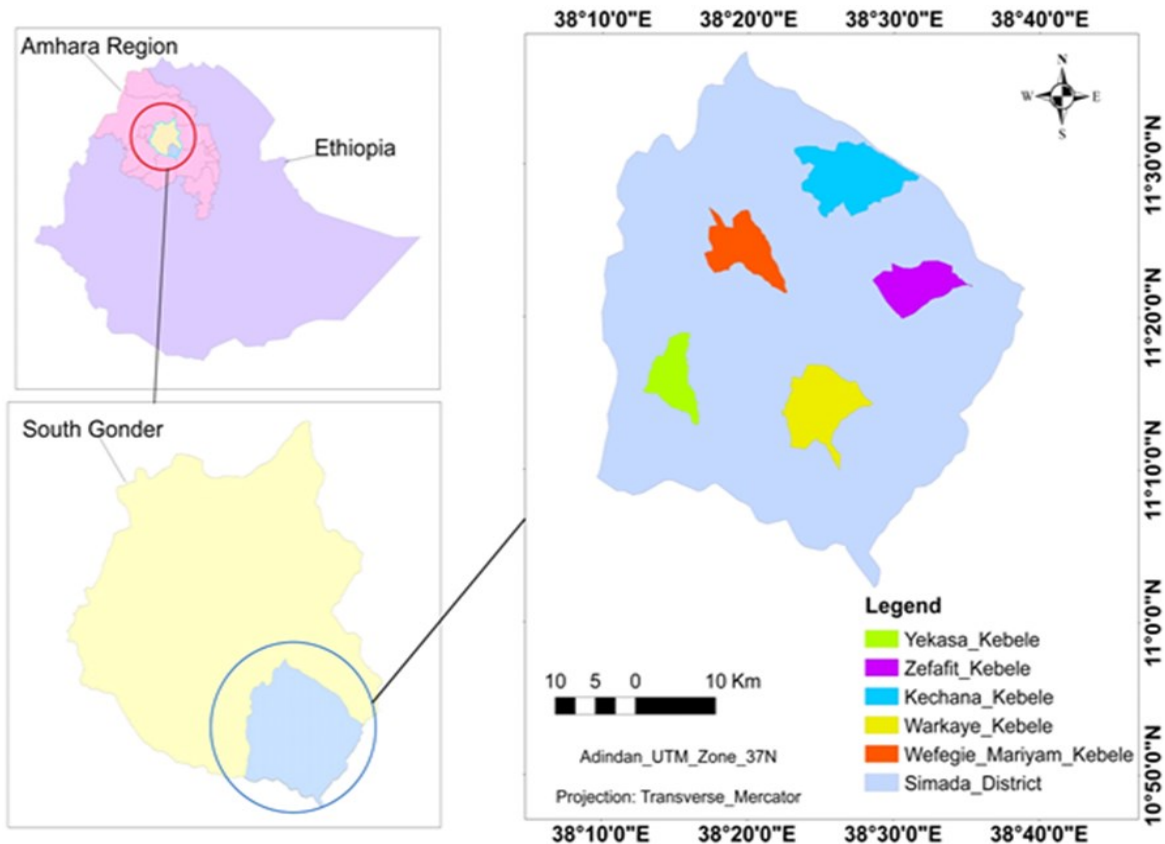 Amhara Region
Ethiopia
South Gonder
38°10'0"E 38°20'0"E 38°30'0"E 38°40'0"E
N
W E
S
11°30'0"N
11°20'0"N
11°10'0"N
11°0'0"N
10°50'0"N
Legend
Yekasa_Kebele
Zefafit_Kebele
Kechana_Kebele
Warkaye_Kebele
Wefegie_Mariyam_Kebele
Simada_District
10 5 0 10 Km
Adindan_UTM_Zone_37N
Projection: Transverse_Mercator
38°10'0"E 38°20'0"E 38°30'0"E 38°40'0"E